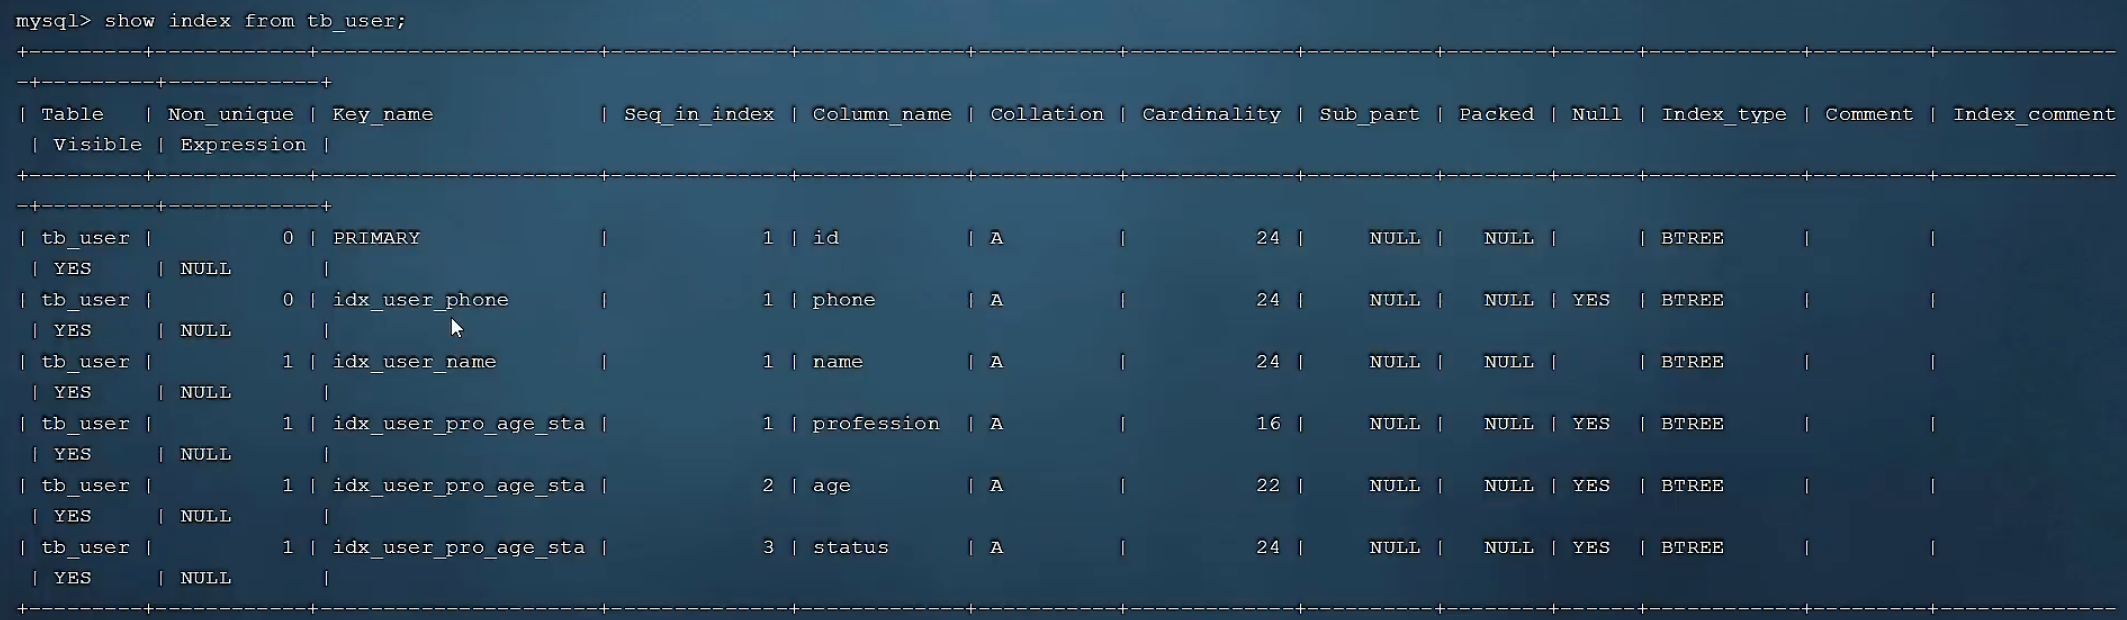 mysql> show index from tb_user;
+---------+------------+-----------------------+--------------+-------------+-----------+-------------+----------+--------+------+------------+---------+--------------
-+---------+------------+
| Table   | Non_unique | Key_name              | Seq_in_index | Column_name | Collation | Cardinality | Sub_part | Packed | Null | Index_type | Comment | Index_comment
 | Visible | Expression |
+---------+------------+-----------------------+--------------+-------------+-----------+-------------+----------+--------+------+------------+---------+--------------
-+---------+------------+
| tb_user |          0 | PRIMARY               |            1 | id          | A         |          24 |     NULL |   NULL |      | BTREE      |         |
 | YES     | NULL       |
| tb_user |          0 | idx_user_phone        |            1 | phone       | A         |          24 |     NULL |   NULL | YES  | BTREE      |         |
 | YES     | NULL       |
| tb_user |          1 | idx_user_name         |            1 | name        | A         |          24 |     NULL |   NULL |      | BTREE      |         |
 | YES     | NULL       |
| tb_user |          1 | idx_user_pro_age_sta |            1 | profession  | A         |          16 |     NULL |   NULL | YES  | BTREE      |         |
 | YES     | NULL       |
| tb_user |          1 | idx_user_pro_age_sta |            2 | age         | A         |          22 |     NULL |   NULL | YES  | BTREE      |         |
 | YES     | NULL       |
| tb_user |          1 | idx_user_pro_age_sta |            3 | status      | A         |          24 |     NULL |   NULL | YES  | BTREE      |         |
 | YES     | NULL       |
+---------+------------+-----------------------+--------------+-------------+-----------+-------------+----------+--------+------+------------+---------+--------------